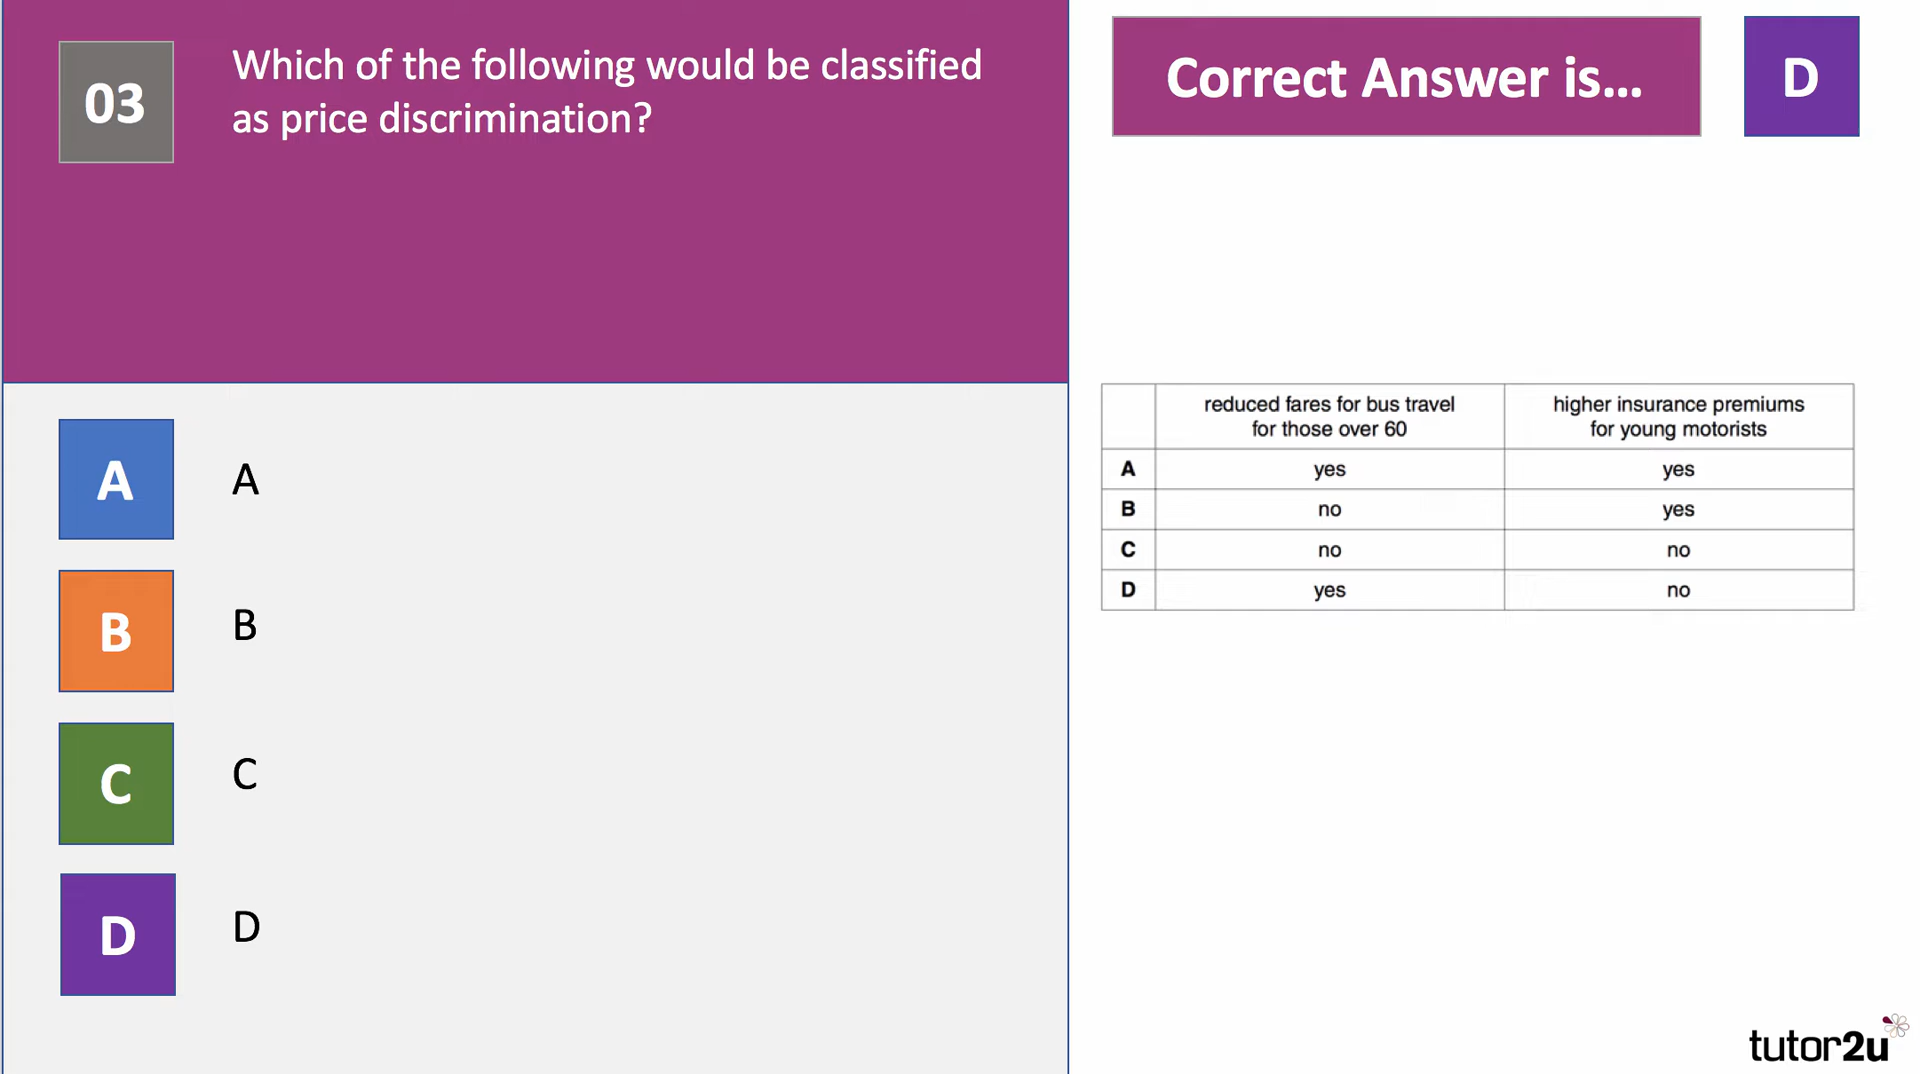 03
Which of the following would be classified
as price discrimination?
Correct Answer is...
D
A
A
B
B
C
C
D
D
reduced fares for bus travel
for those over 60
higher insurance premiums
for young motorists
A yes yes
B no yes
C no no
D yes no
tutor2u